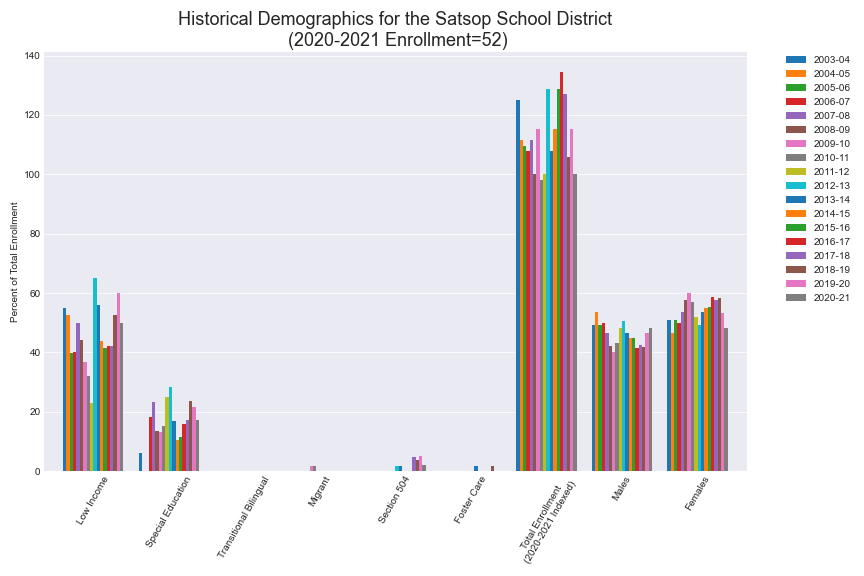 Historical Demographics for the Satsop School District
(2020-2021 Enrollment=52)
Percent of Total Enrollment
140
120
100
80
60
40
20
0
Low Income
Special Education
Transitional Bilingual
Migrant
Section 504
Foster Care
Total Enrollment
(2020-2021 Indexed)
Males
Females
2003-04
2004-05
2005-06
2006-07
2007-08
2008-09
2009-10
2010-11
2011-12
2012-13
2013-14
2014-15
2015-16
2016-17
2017-18
2018-19
2019-20
2020-21